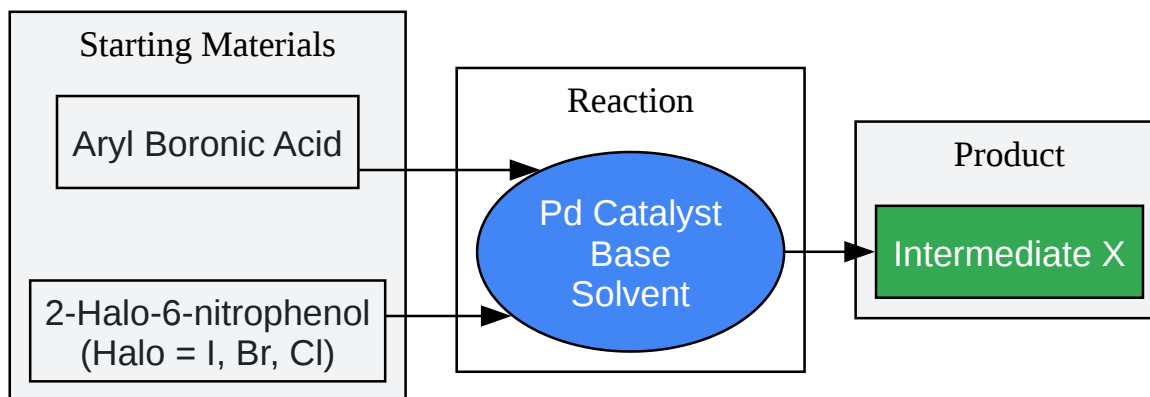 Starting Materials
Aryl Boronic Acid
2-Halo-6-nitrophenol
(Halo = I, Br, Cl)
Reaction
Pd Catalyst
Base
Solvent
Product
Intermediate X